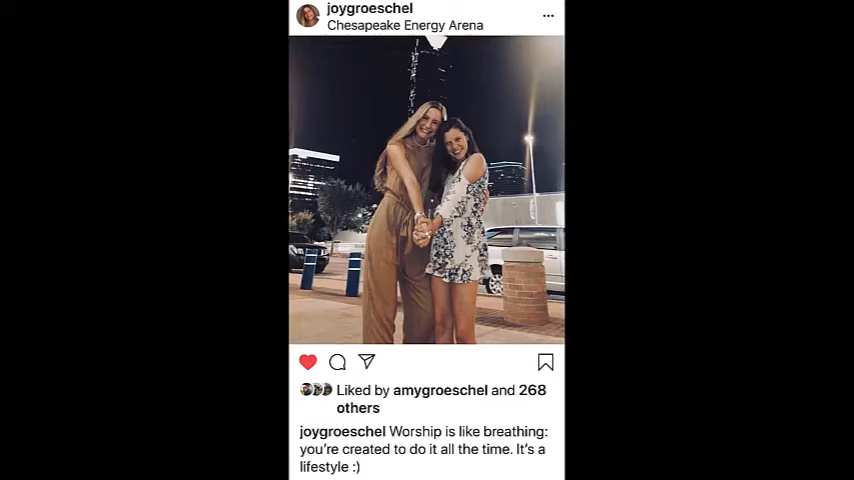 joygroeschel
Chesapeake Energy Arena
Liked by amygroeschel and 268
others
joygroeschel Worship is like breathing:
you're created to do it all the time. It's a
lifestyle :)